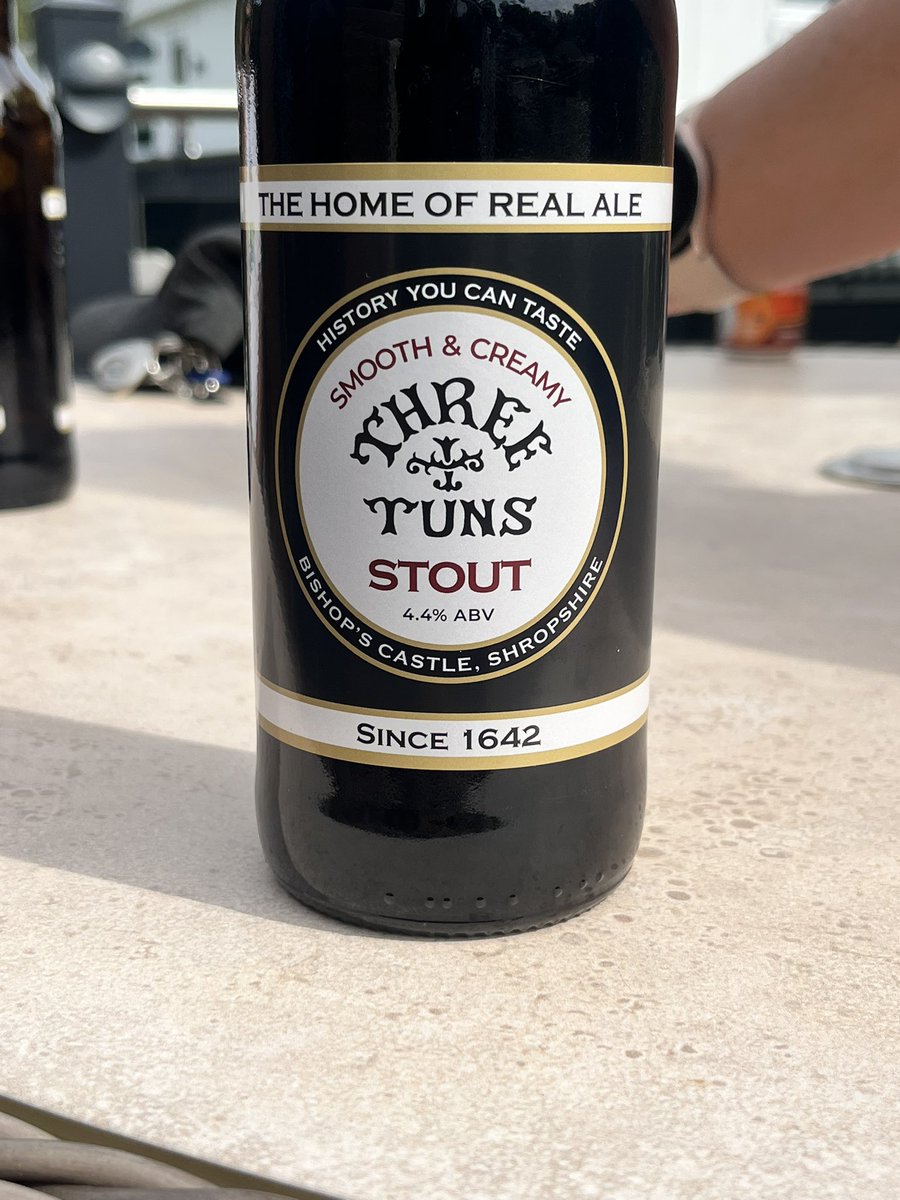 THE HOME OF REAL ALE
HISTORY YOU CAN TASTE
SMOOTH & CREAMY
THREE
TUNS
STOUT
4.4% ABV
BISHOP'S CASTLE, SHROPSHIRE
SINCE 1642